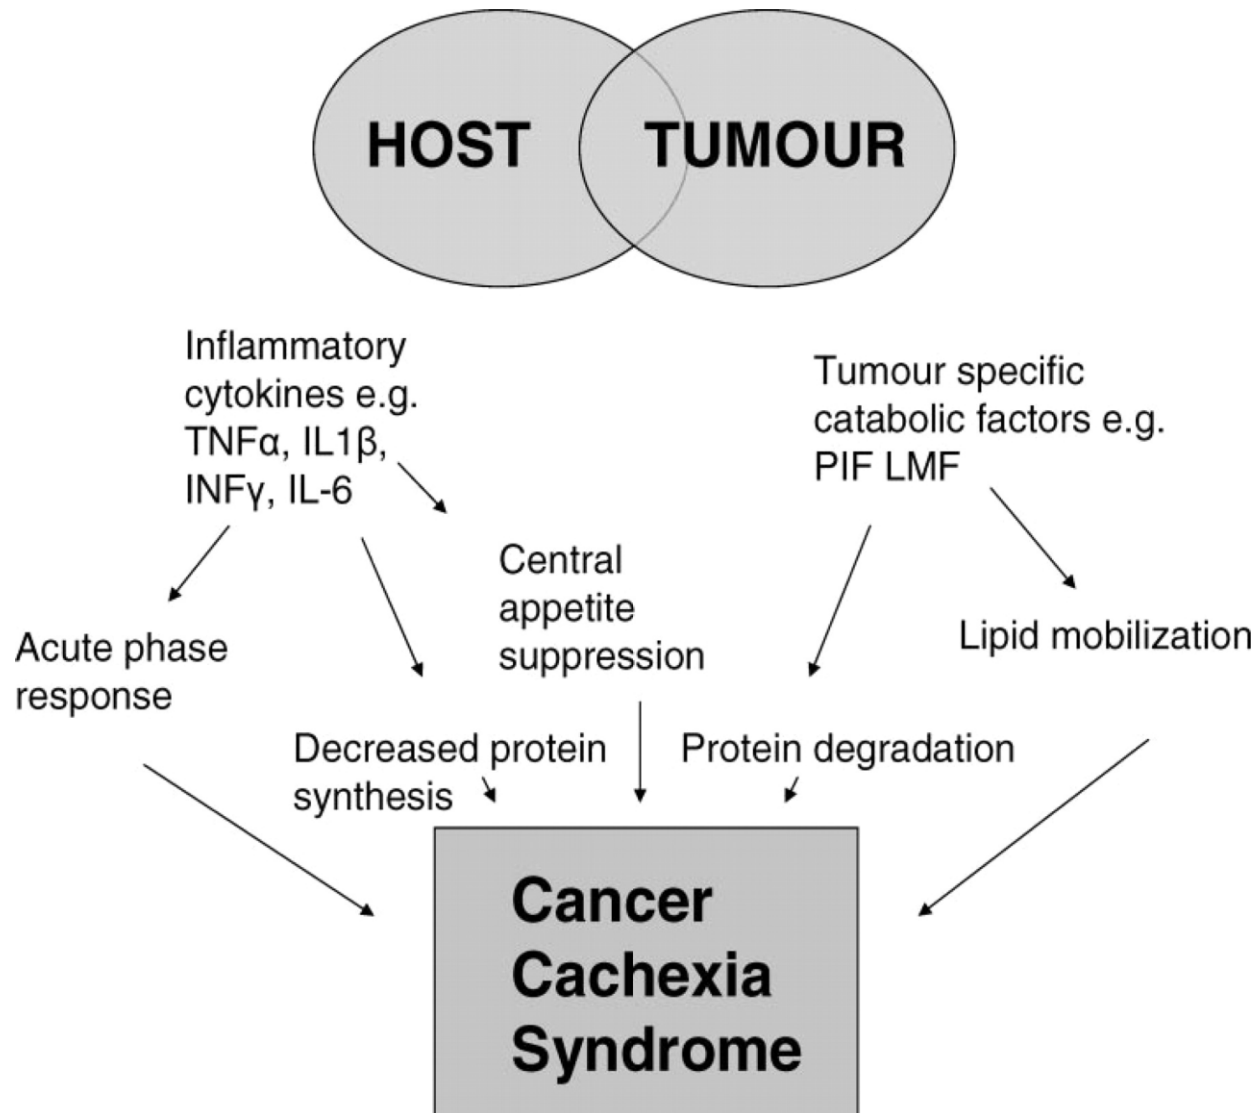 HOST
TUMOUR
Inflammatory
cytokines e.g.
TNFα, IL1β,
INFγ, IL-6
Tumour specific
catabolic factors e.g.
PIF LMF
Central
appetite
suppression
Acute phase
response
Lipid mobilization
Decreased protein
synthesis
Protein degradation
Cancer
Cachexia
Syndrome